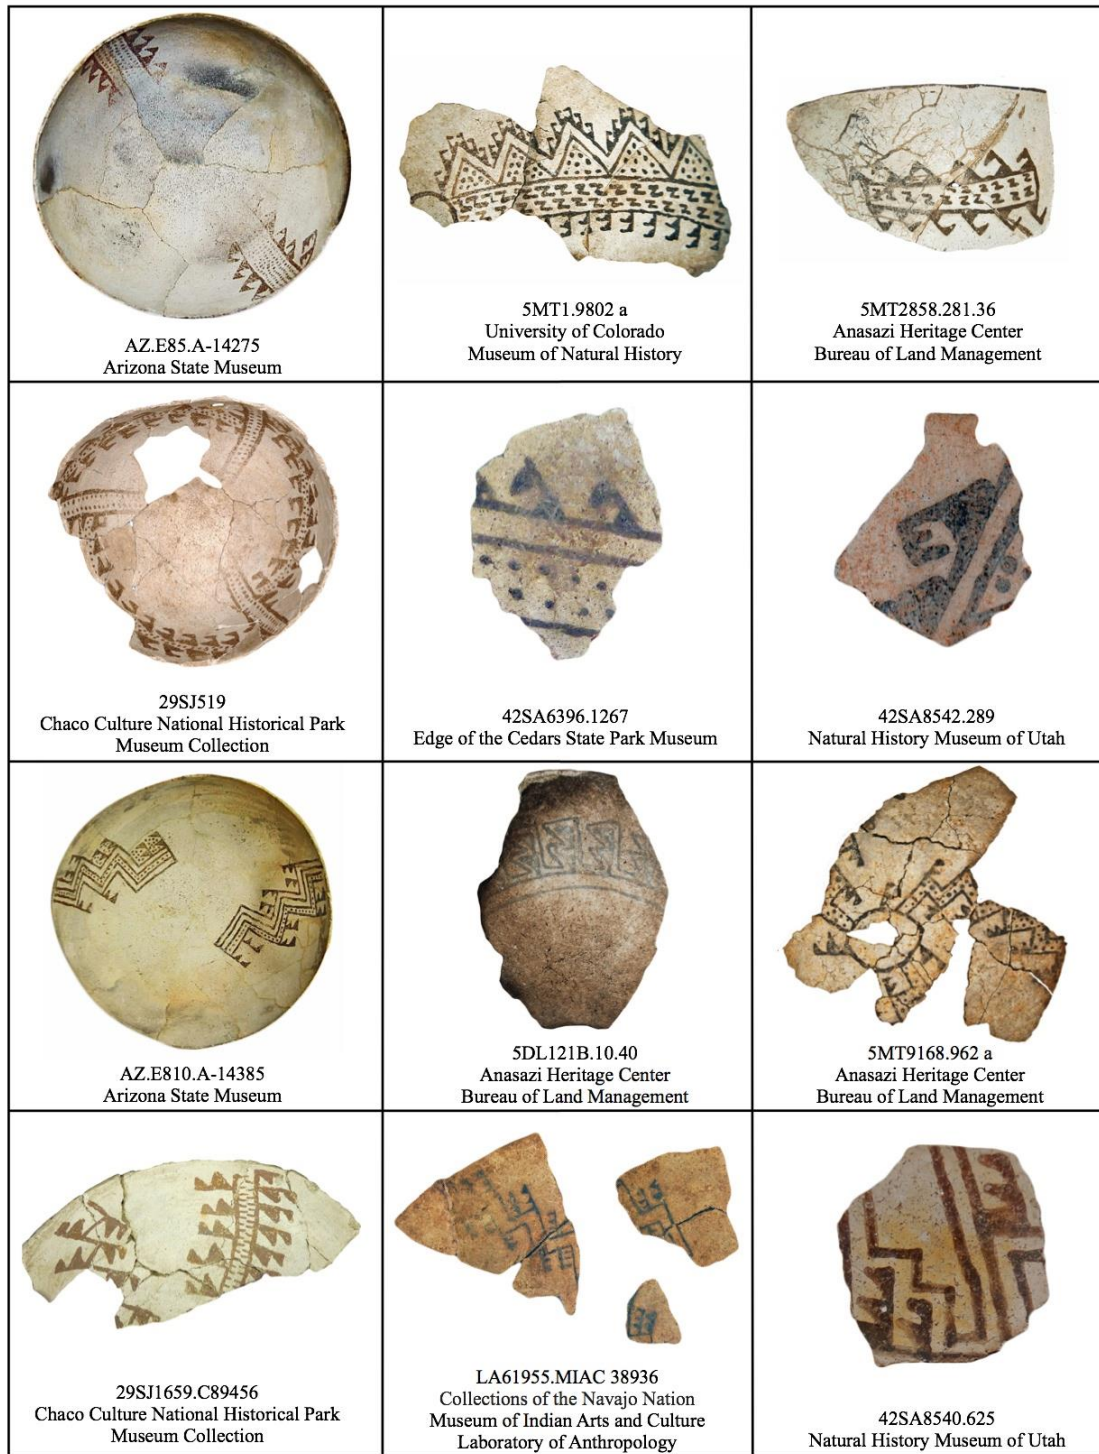 AZ.E85.A-14275
Arizona State Museum
5MT1.9802 a
University of Colorado
Museum of Natural History
5MT2858.281.36
Anasazi Heritage Center
Bureau of Land Management
29SJ519
Chaco Culture National Historical Park
Museum Collection
42SA6396.1267
Edge of the Cedars State Park Museum
42SA8542.289
Natural History Museum of Utah
AZ.E810.A-14385
Arizona State Museum
5DL121B.10.40
Anasazi Heritage Center
Bureau of Land Management
5MT9168.962 a
Anasazi Heritage Center
Bureau of Land Management
29SJ1659.C89456
Chaco Culture National Historical Park
Museum Collection
LA61955.MIAC 38936
Collections of the Navajo Nation
Museum of Indian Arts and Culture
Laboratory of Anthropology
42SA8540.625
Natural History Museum of Utah